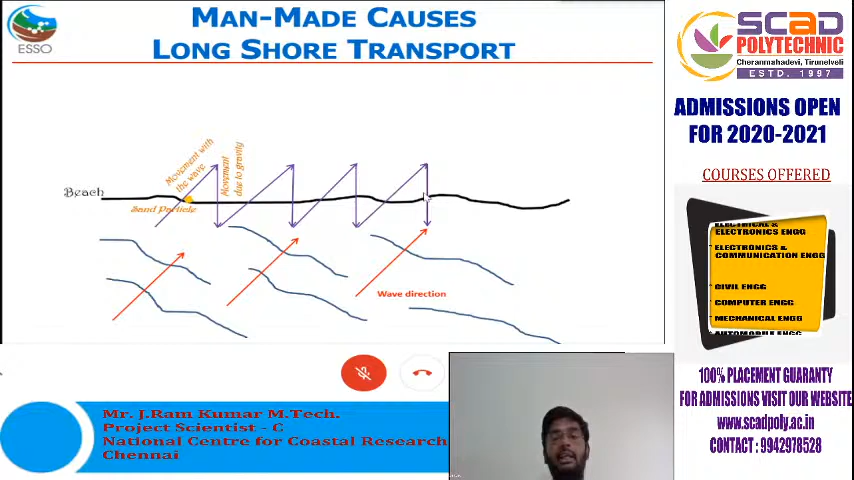 MAN-MADE CAUSES
LONG SHORE TRANSPORT
ESSO
Movement with
the wave
Movement
due to gravity
Beach
Sand Particle
Wave direction
Mr. J.Ram Kumar M.Tech.
Project Scientist - C
National Centre for Coastal Research
Chennai
SCAD
POLYTECHNIC
Cheranmahadevi, Tirunelveli
ESTD. 1997
ADMISSIONS OPEN
FOR 2020-2021
COURSES OFFERED
ELECTRICAL &
ELECTRONICS ENGG
ELECTRONICS &
COMMUNICATION ENGG
CIVIL ENGG
COMPUTER ENGG
MECHANICAL ENGG
AUTOMOBILE ENGG
100% PLACEMENT GUARANTY
FOR ADMISSIONS VISIT OUR WEBSITE
www.scadpoly.ac.in
CONTACT : 9942978528